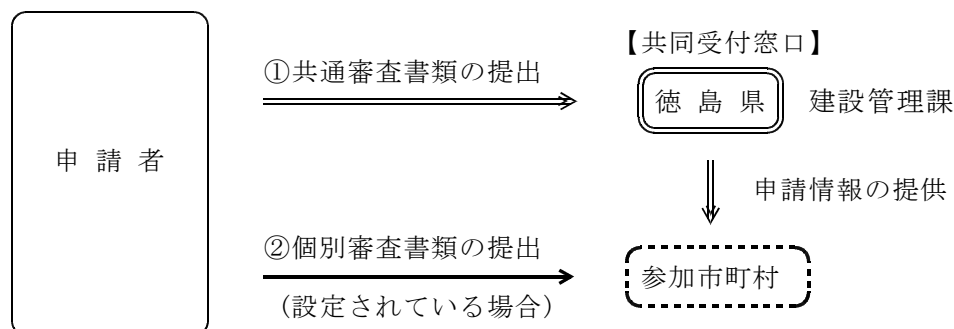 【共同受付窓口】
①共通審査書類の提出
徳 島 県 建設管理課
申 請 者
申請情報の提供
②個別審査書類の提出
参加市町村
（設定されている場合）